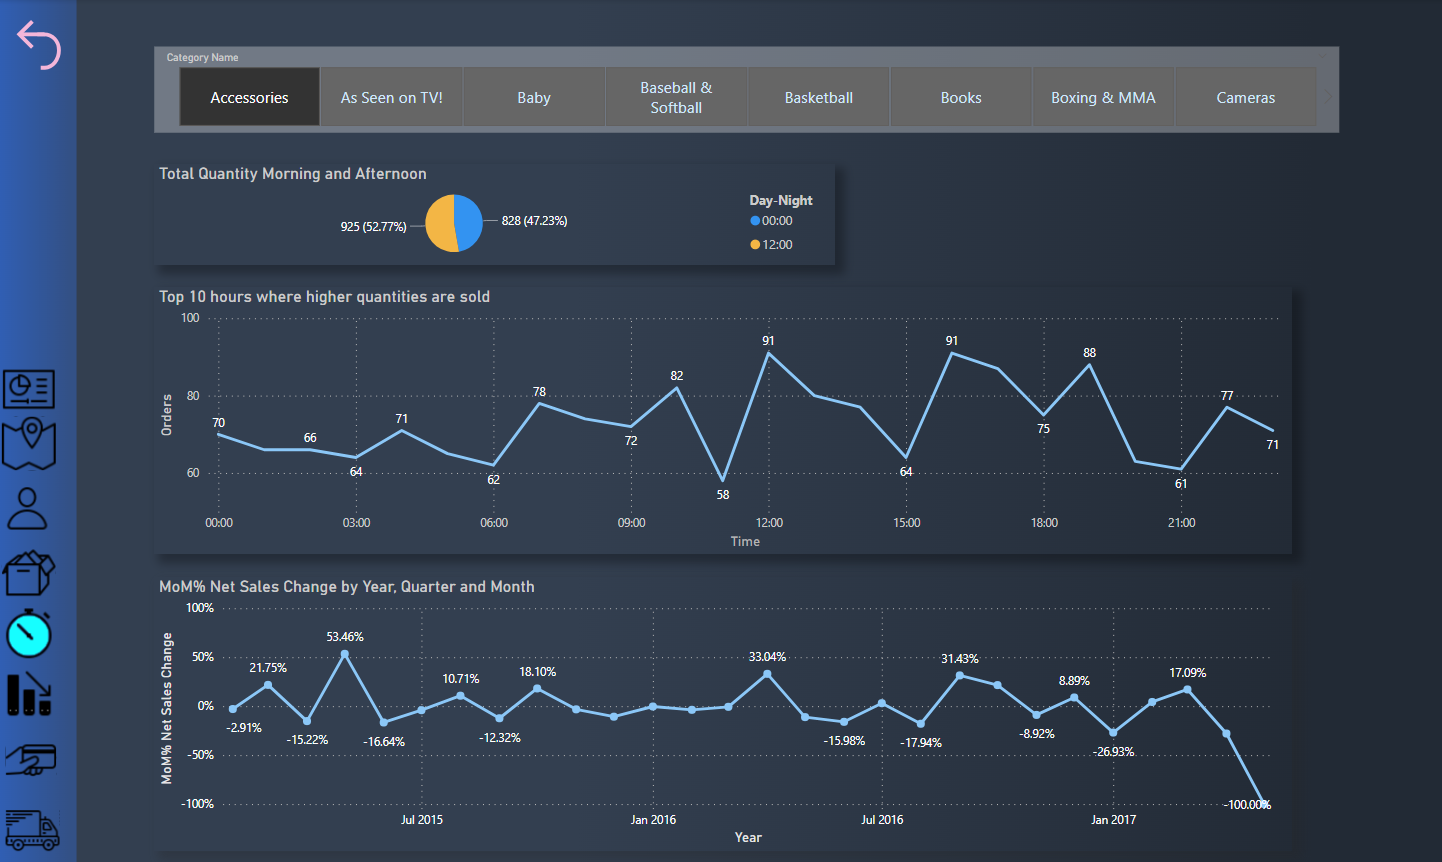 Category Name
Accessories
As Seen on TV!
Baby
Baseball &
Softball
Basketball
Books
Boxing & MMA
Cameras
Total Quantity Morning and Afternoon
925 (52.77%)
828 (47.23%)
Day-Night
00:00
12:00
Top 10 hours where higher quantities are sold
Orders
100
80
60
70
66
64
71
62
78
72
82
58
91
64
91
75
88
61
77
71
00:00
03:00
06:00
09:00
12:00
15:00
18:00
21:00
Time
MoM% Net Sales Change by Year, Quarter and Month
MoM% Net Sales Change
100%
50%
0%
-50%
-100%
-2.91%
21.75%
-15.22%
53.46%
-16.64%
10.71%
-12.32%
18.10%
33.04%
-15.98%
-17.94%
31.43%
-8.92%
8.89%
-26.93%
17.09%
-100.00%
Jul 2015
Jan 2016
Jul 2016
Jan 2017
Year